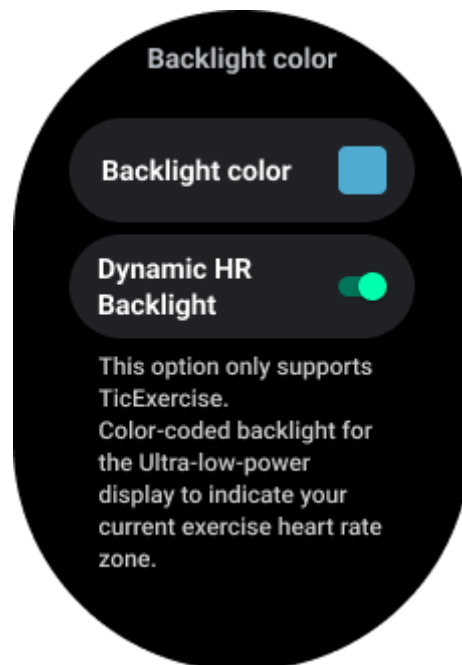 Backlight color
Backlight color
Dynamic HR
Backlight
This option only supports
TicExercise.
Color-coded backlight for
the Ultra-low-power
display to indicate your
current exercise heart rate
zone.